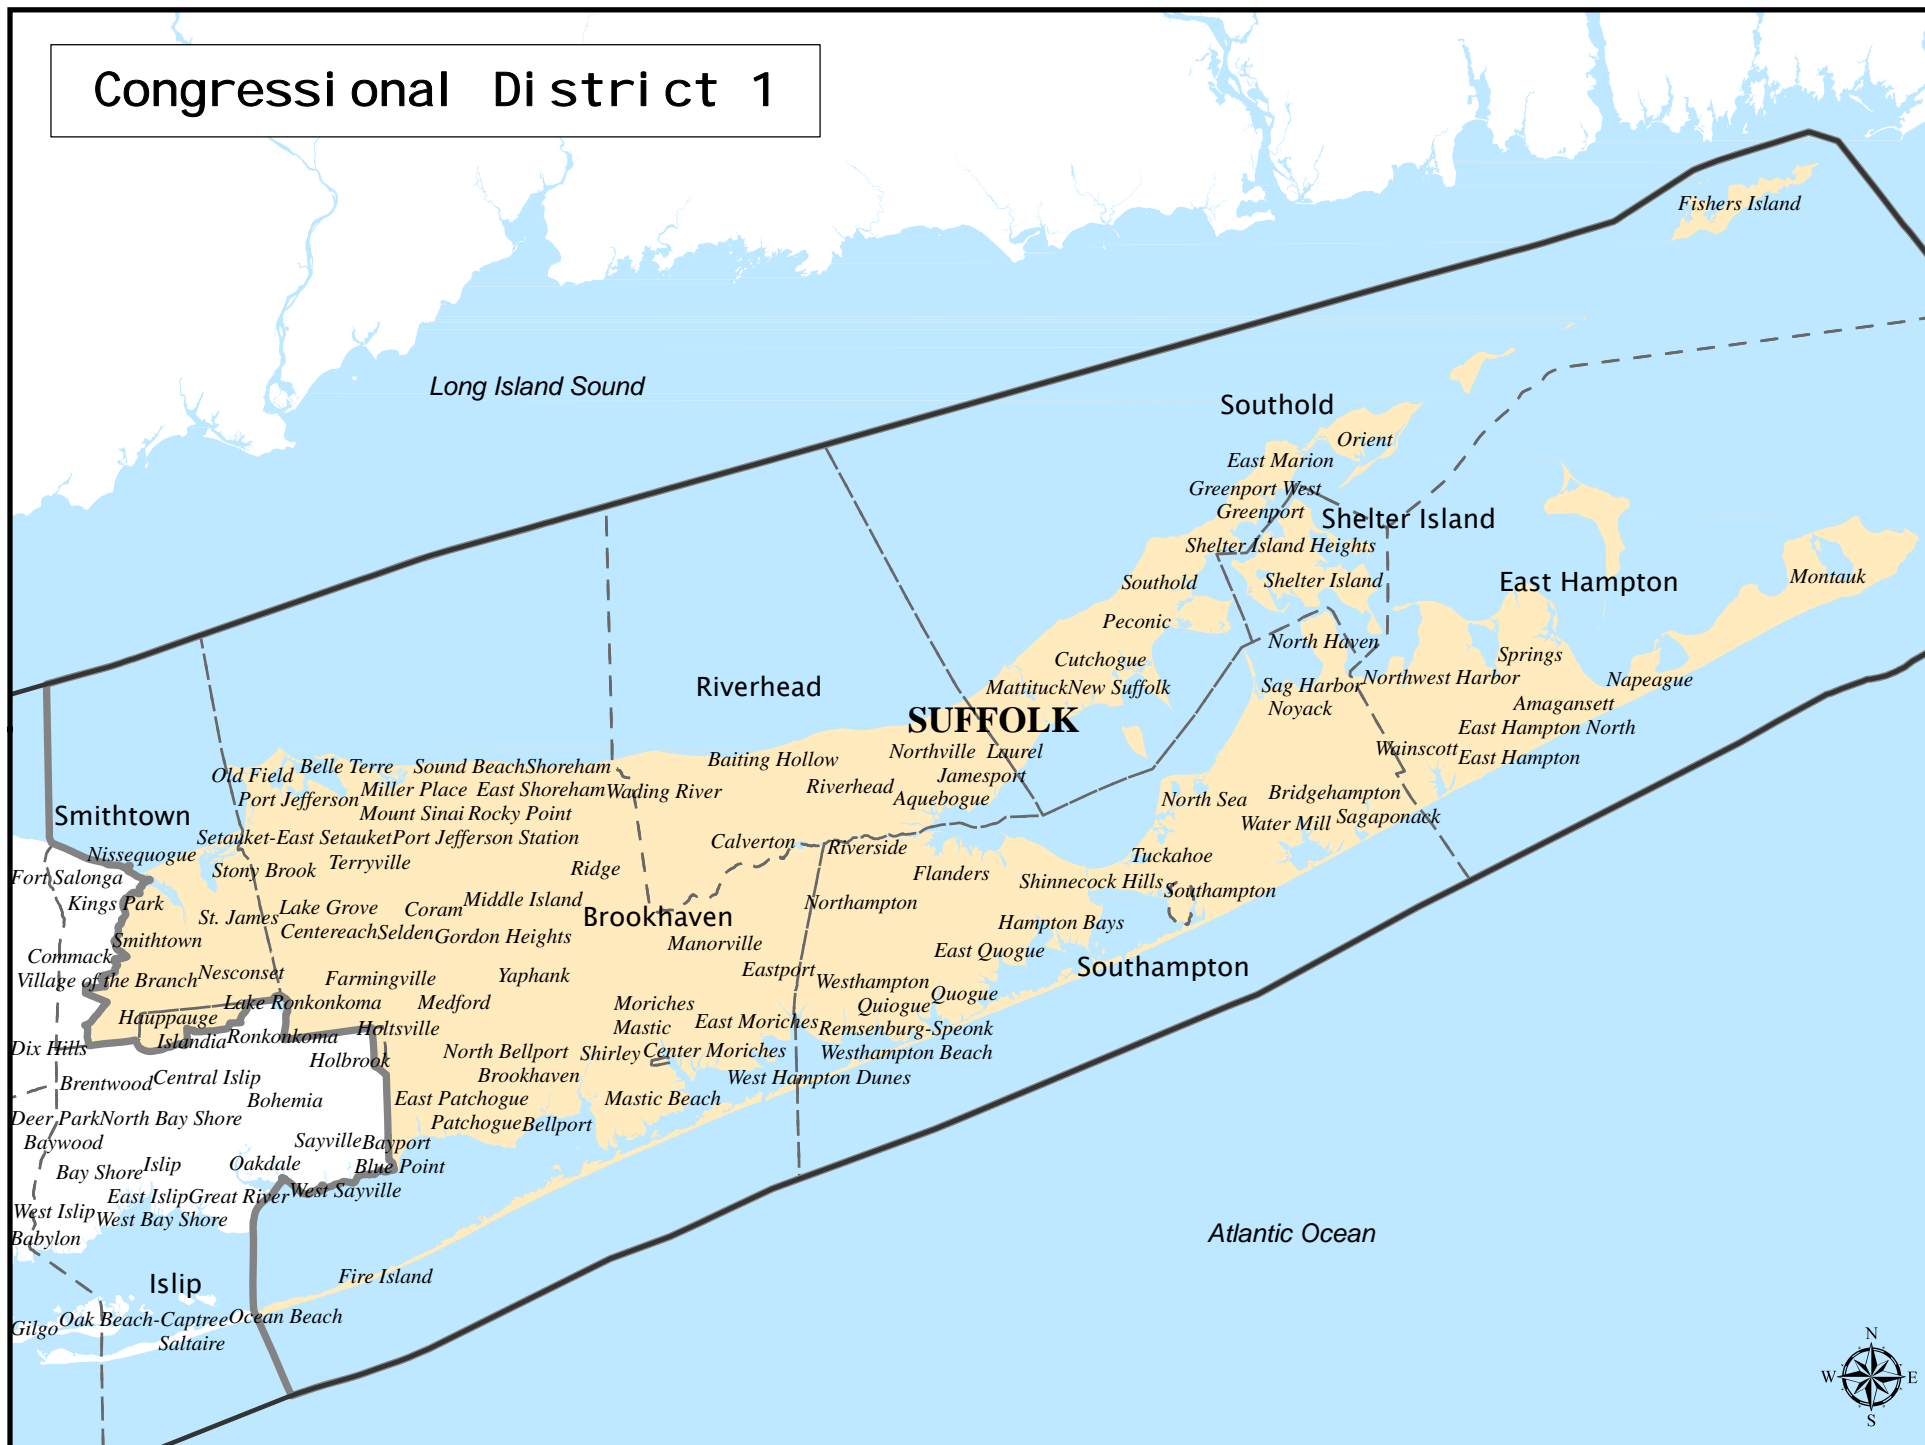 Congressional District 1
Fishers Island
Long Island Sound
Southold
Orient
East Marion
Greenport West
Greenport
Shelter Island
Shelter Island Heights
Southold
Shelter Island
East Hampton
Montauk
Peconic
North Haven
Cutchogue
Springs
Riverhead
Mattituck
New Suffolk
Sag Harbor
Northwest Harbor
Napeague
Noyack
Amagansett
SUFFOLK
East Hampton North
Northville
Laurel
Wainscott
East Hampton
Baiting Hollow
Old Field
Belle Terre
Sound Beach
Shoreham
Jamesport
Port Jefferson
Miller Place
East Shoreham
Wading River
Riverhead
Aquebogue
North Sea
Bridgehampton
Smithtown
Mount Sinai
Rocky Point
Water Mill
Sagaponack
Setauket-East Setauket
Port Jefferson Station
Calverton
Riverside
Nissequogue
Tuckahoe
Stony Brook
Terryville
Ridge
Flanders
Fort Salonga
Shinnecock Hills
Southampton
Kings Park
St. James
Lake Grove
Coram
Middle Island
Northampton
Brookhaven
Hampton Bays
Centereach
Selden
Gordon Heights
Smithtown
Manorville
East Quogue
Commack
Southampton
Village of the Branch
Nesconset
Farmingville
Yaphank
Eastport
Westhampton
Quogue
Lake Ronkonkoma
Medford
Moriches
Quiogue
Hauppauge
Holtsville
Mastic
East Moriches
Remsenburg-Speonk
Islandia
Ronkonkoma
Dix Hills
Holbrook
North Bellport
Shirley
Center Moriches
Westhampton Beach
Brentwood
Central Islip
Brookhaven
West Hampton Dunes
Bohemia
East Patchogue
Mastic Beach
Deer Park
North Bay Shore
Patchogue
Bellport
Baywood
Sayville
Bayport
Bay Shore
Islip
Oakdale
Blue Point
East Islip
Great River
West Sayville
West Islip
West Bay Shore
Babylon
Atlantic Ocean
Islip
Fire Island
Gilgo
Oak Beach-Captree
Ocean Beach
Saltaire
N
W
E
S